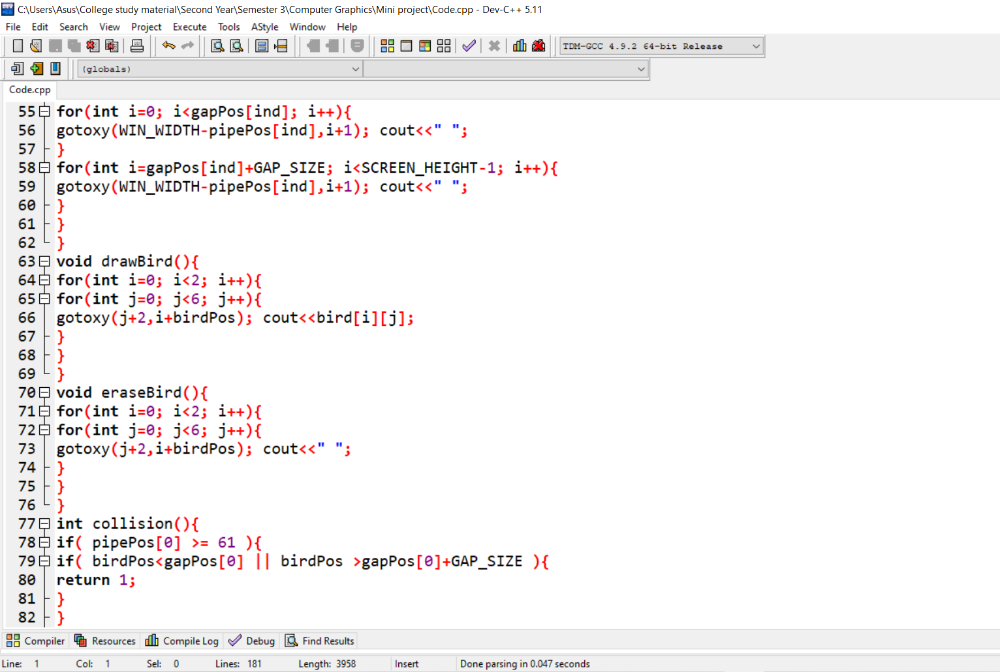 C:\Users\Asus\College study material\Second Year\Semester 3\Computer Graphics\Mini project\Code.cpp - Dev-C++ 5.11
File Edit Search View Project Execute Tools AStyle Window Help
TDM-GCC 4.9.2 64-bit Release
(globals)
Code.cpp
55 for(int i=0; i<gapPos[ind]; i++){
56 gotoxy(WIN_WIDTH-pipePos[ind],i+1); cout<<" ";
57 }
58 for(int i=gapPos[ind]+GAP_SIZE; i<SCREEN_HEIGHT-1; i++){
59 gotoxy(WIN_WIDTH-pipePos[ind],i+1); cout<<" ";
60 }
61 }
62 }
63 void drawBird(){
64 for(int i=0; i<2; i++){
65 for(int j=0; j<6; j++){
66 gotoxy(j+2,i+birdPos); cout<<bird[i][j];
67 }
68 }
69 }
70 void eraseBird(){
71 for(int i=0; i<2; i++){
72 for(int j=0; j<6; j++){
73 gotoxy(j+2,i+birdPos); cout<<" ";
74 }
75 }
76 }
77 int collision(){
78 if( pipePos[0] >= 61 ){
79 if( birdPos<gapPos[0] || birdPos >gapPos[0]+GAP_SIZE ){
80 return 1;
81 }
82 }
Compiler Resources Compile Log Debug Find Results
Line: 1 Col: 1 Sel: 0 Lines: 181 Length: 3958 Insert Done parsing in 0.047 seconds